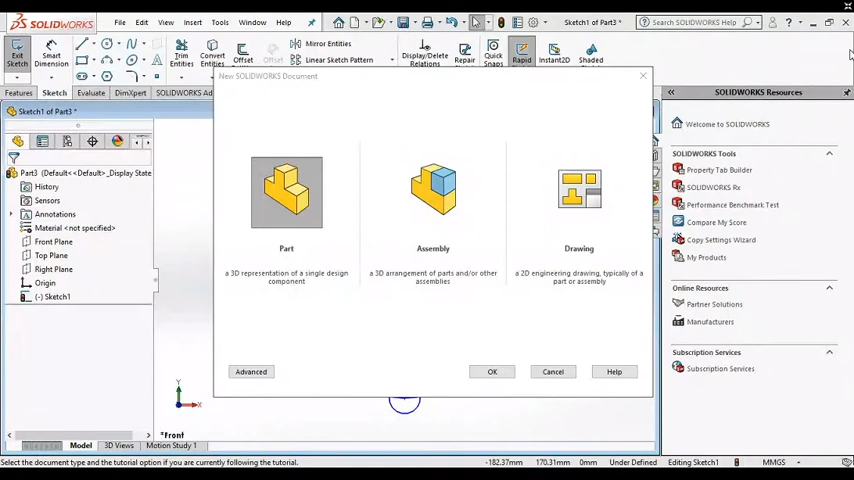 SOLIDWORKS File Edit View Insert Tools Window Help Sketch1 of Part3 * Search SOLIDWORKS Help
Exit Sketch Smart Dimension Trim Entities Convert Entities Offset Offset Mirror Entities Linear Sketch Pattern Display/Delete Relations Repair Sketch Quick Snaps Rapid Instant2D Shaded
Features Sketch Evaluate DimXpert SOLIDWORKS Ad
Sketch1 of Part3 *
Part3 (Default<<Default>_Display State
History
Sensors
Annotations
Material <not specified>
Front Plane
Top Plane
Right Plane
Origin
(-) Sketch1
New SOLIDWORKS Document
Part
a 3D representation of a single design
component
Assembly
a 3D arrangement of parts and/or other
assemblies
Drawing
a 2D engineering drawing, typically of a
part or assembly
Advanced OK Cancel Help
Y
X
*Front
SOLIDWORKS Resources
Welcome to SOLIDWORKS
SOLIDWORKS Tools
Property Tab Builder
SOLIDWORKS Rx
Performance Benchmark Test
Compare My Score
Copy Settings Wizard
My Products
Online Resources
Partner Solutions
Manufacturers
Subscription Services
Subscription Services
Model 3D Views Motion Study 1
Select the document type and the tutorial option if you are currently following the tutorial. -182.37mm 170.31mm 0mm Under Defined Editing Sketch1 MMGS